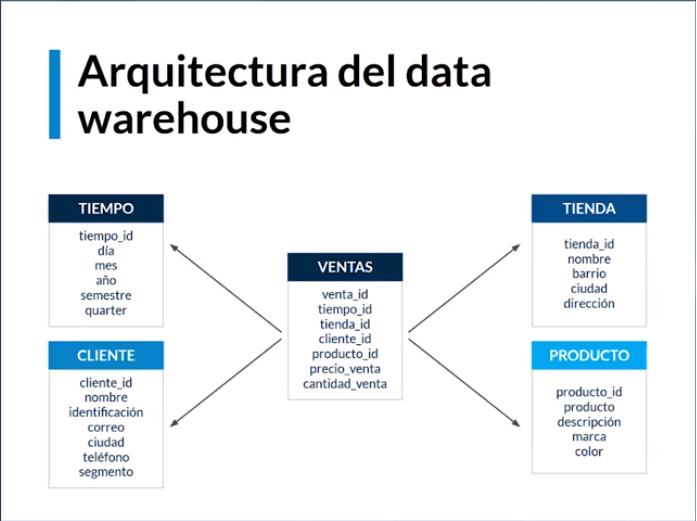 Arquitectura del data
warehouse
TIEMPO
tiempo_id
día
mes
año
semestre
quarter
CLIENTE
cliente_id
nombre
identificación
correo
ciudad
teléfono
segmento
VENTAS
venta_id
tiempo_id
tienda_id
cliente_id
producto_id
precio_venta
cantidad_venta
TIENDA
tienda_id
nombre
barrio
ciudad
dirección
PRODUCTO
producto_id
producto
descripción
marca
color